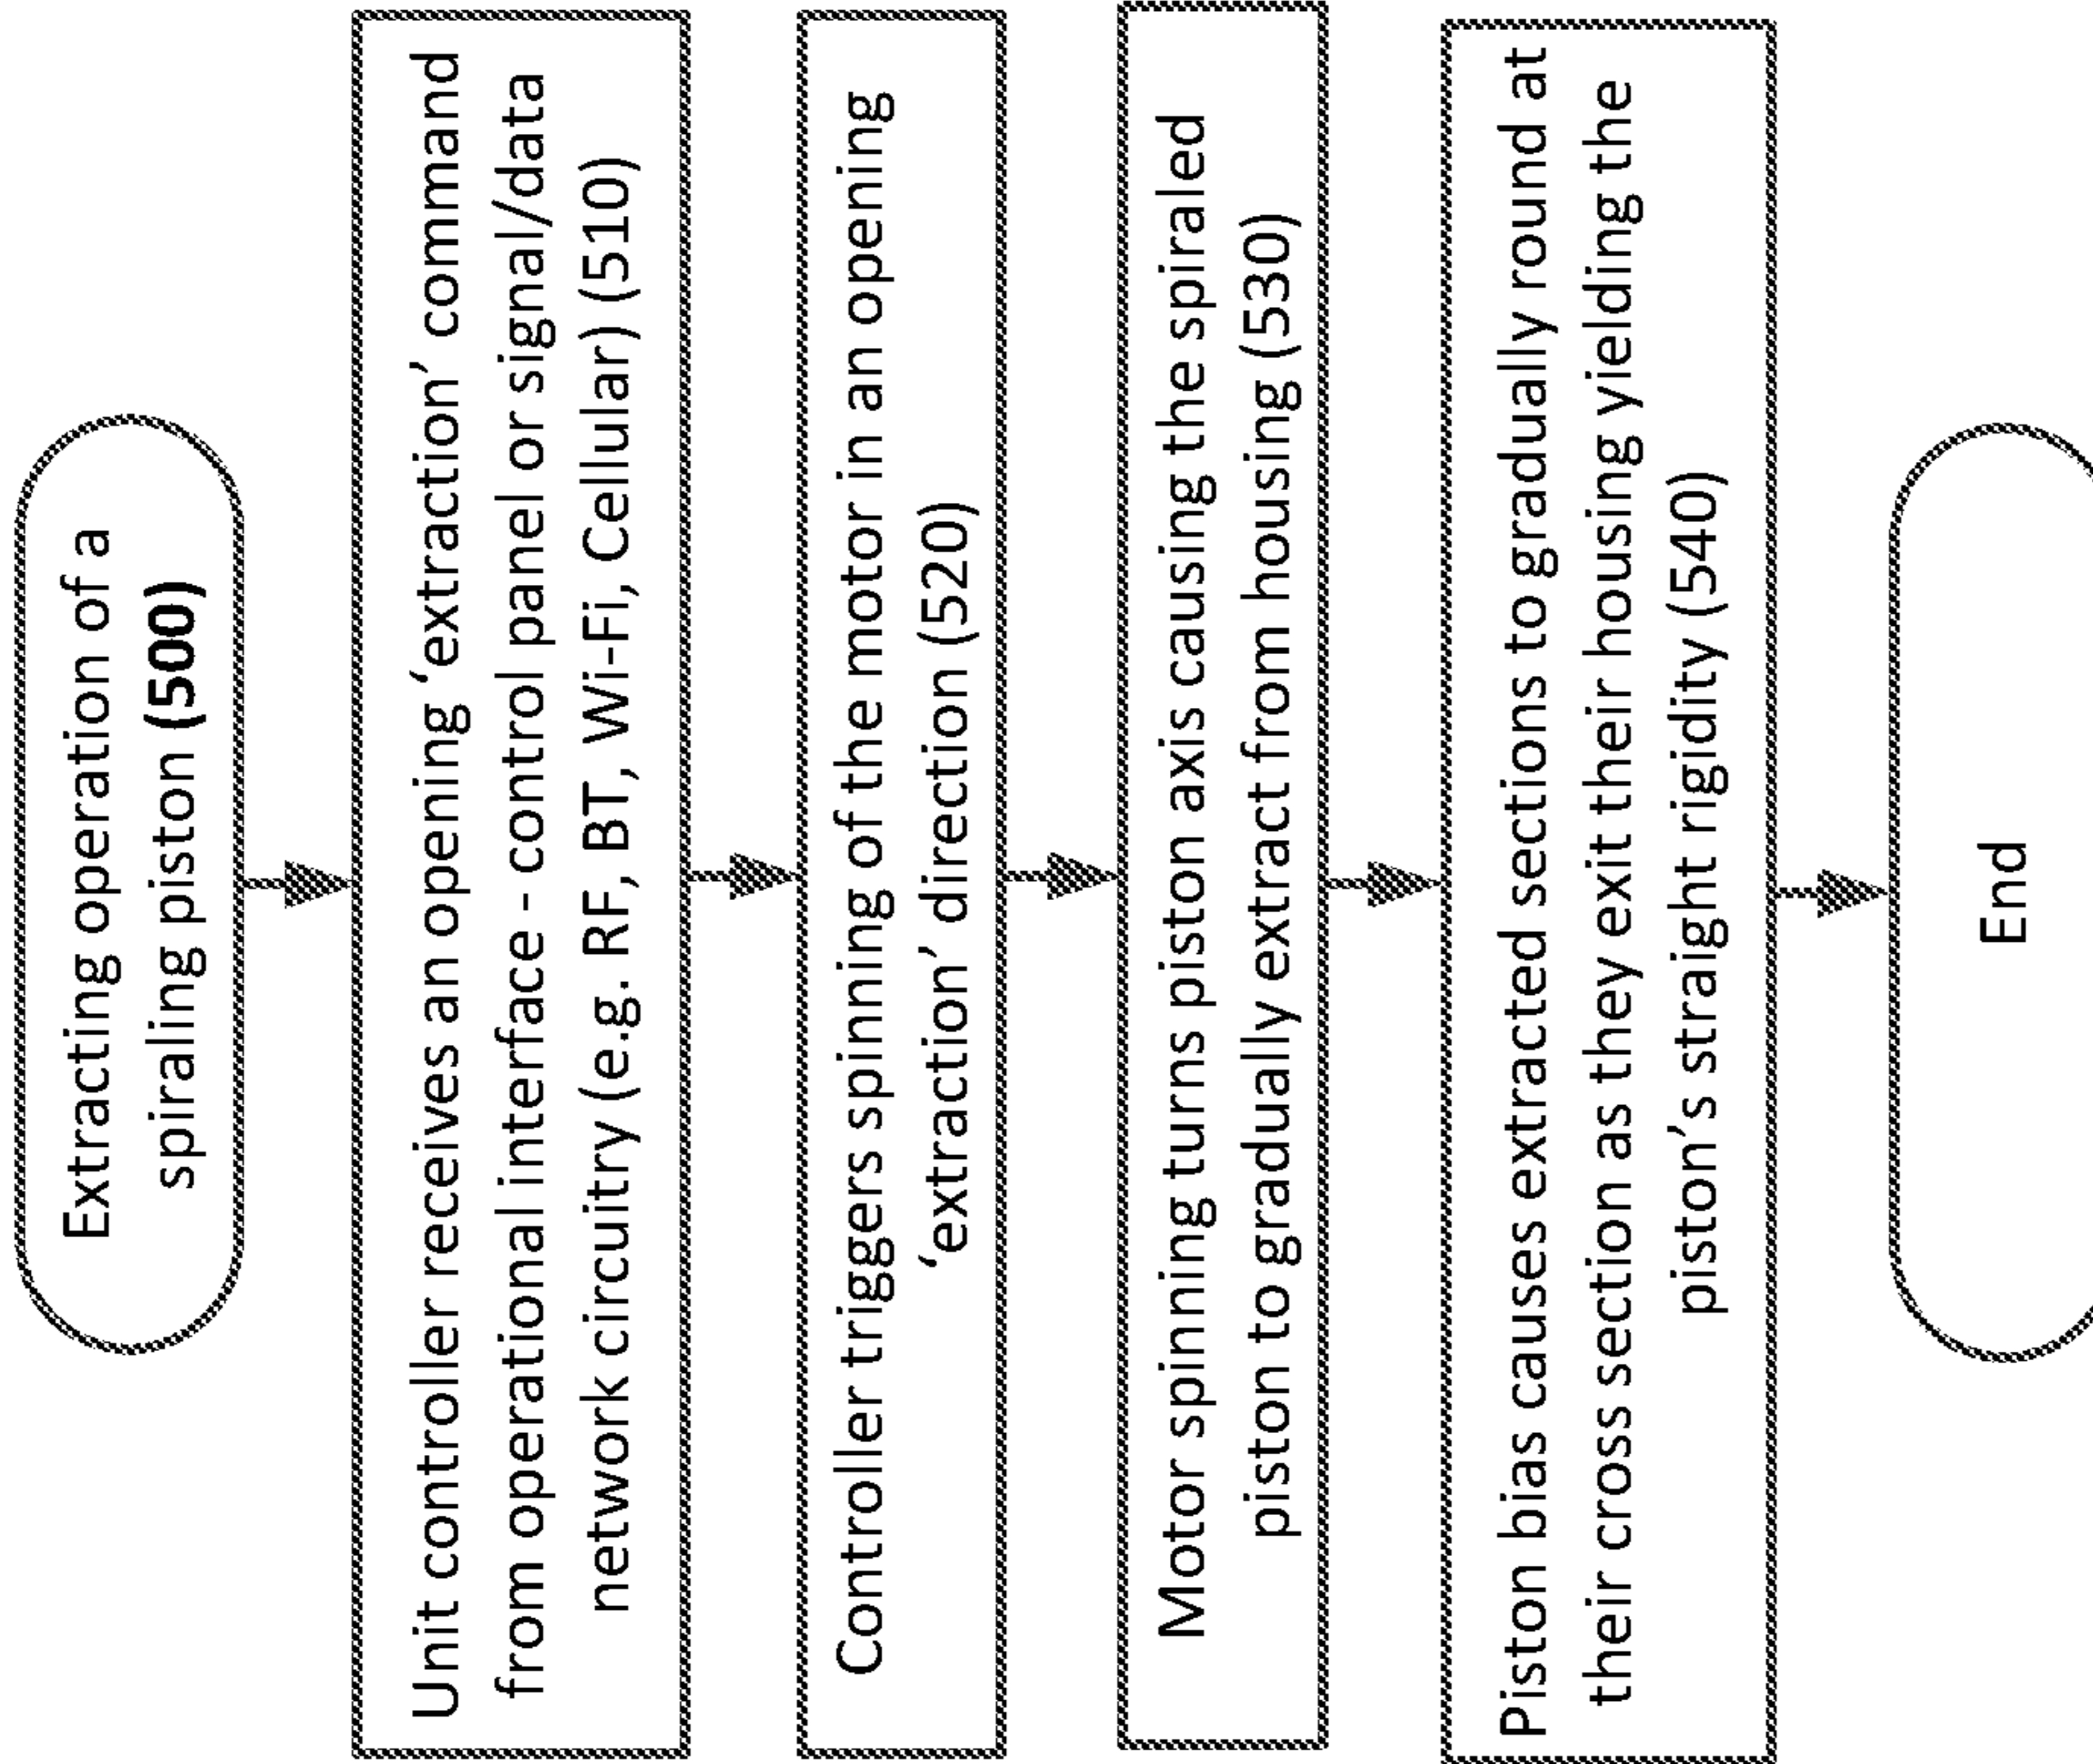 Extracting operation of a
spiraling piston (500)
Unit controller receives an opening ‘extraction’ command
from operational interface - control panel or signal/data
network circuitry (e.g. RF, BT, Wi-Fi, Cellular) (510)
Controller triggers spinning of the motor in an opening
‘extraction’ direction (520)
Motor spinning turns piston axis causing the spiraled
piston to gradually extract from housing (530)
Piston bias causes extracted sections to gradually round at
their cross section as they exit their housing yielding the
piston’s straight rigidity (540)
End